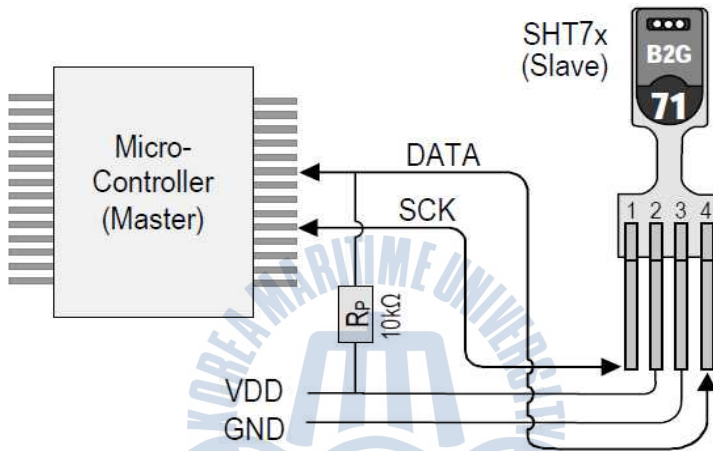 SHT7x
(Slave)
B2G
71
Micro-
Controller
(Master)
DATA
SCK
1 2 3 4
RP
10kΩ
VDD
GND
KOREA MARITIME UNIVERSITY